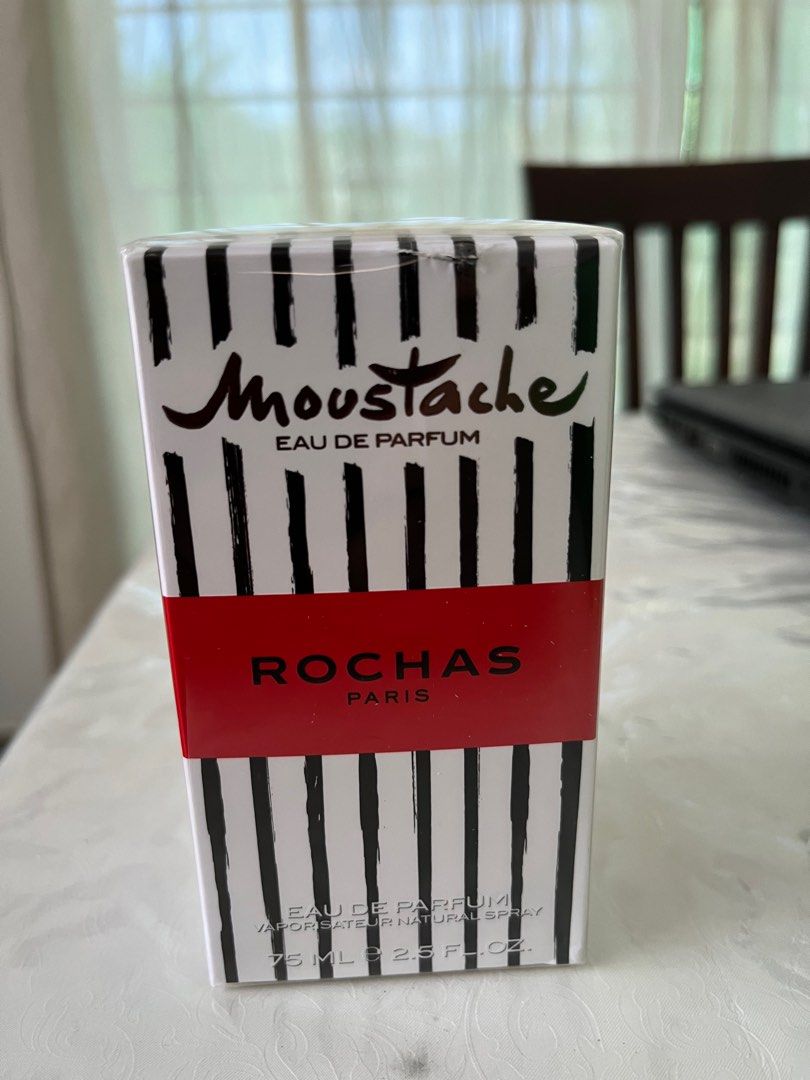 Moustache
EAU DE PARFUM
ROCHAS
PARIS
EAU DE PARFUM
VAPORISATEUR NATURAL SPRAY
75 ML e 2.5 FL.OZ.